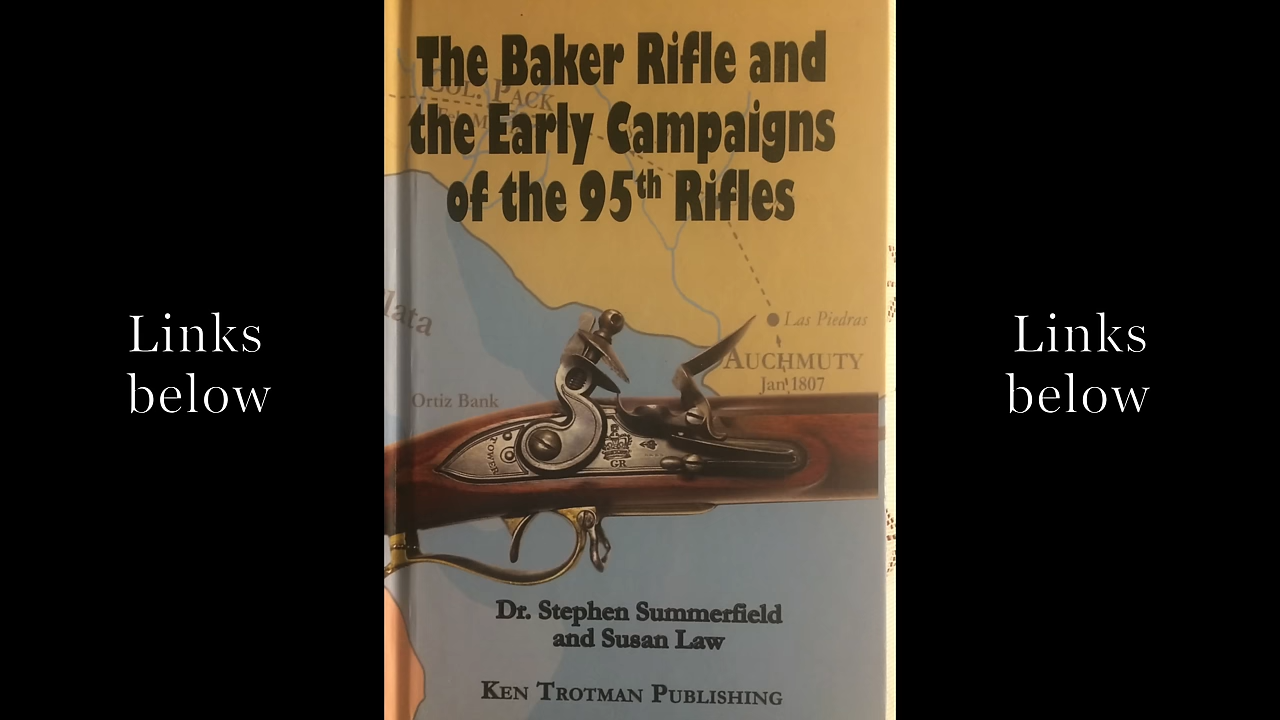 The Baker Rifle and
the Early Campaigns
of the 95th Rifles
COL. PACK
lata
Las Piedras
AUCHMUTY
Jan 1807
Ortiz Bank
TOWER
GR
Dr. Stephen Summerfield
and Susan Law
KEN TROTMAN PUBLISHING
Links
below
Links
below